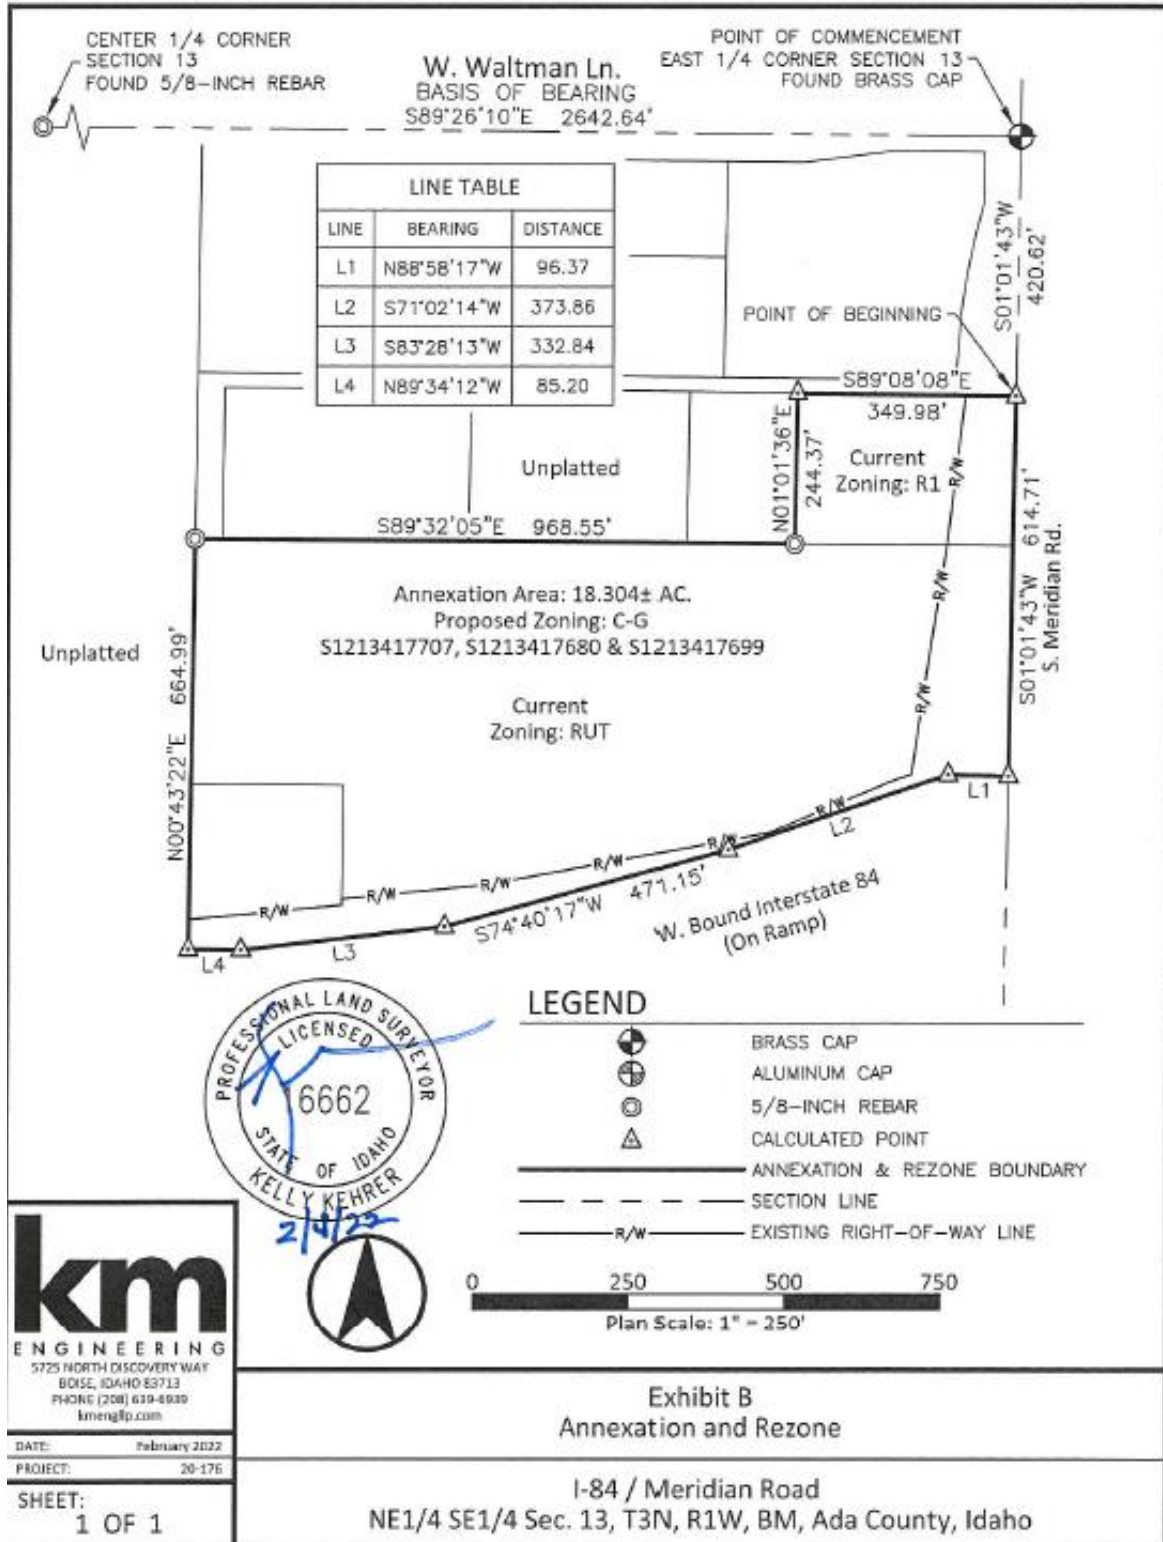 CENTER 1/4 CORNER
SECTION 13
FOUND 5/8-INCH REBAR
W. Waltman Ln.
BASIS OF BEARING
S89°26'10"E 2642.64'
POINT OF COMMENCEMENT
EAST 1/4 CORNER SECTION 13
FOUND BRASS CAP
LINE TABLE
LINE BEARING DISTANCE
L1 N88°58'17"W 96.37
L2 S71°02'14"W 373.86
L3 S83°28'13"W 332.84
L4 N89°34'12"W 85.20
S01°01'43"W
420.62'
POINT OF BEGINNING
S89°08'08"E
349.98'
N01°01'36"E
244.37'
Current
Zoning: R1
R/W
Unplatted
S89°32'05"E 968.55'
S01°01'43"W 614.71'
S. Meridian Rd.
R/W
Annexation Area: 18.304± AC.
Proposed Zoning: C-G
S1213417707, S1213417680 & S1213417699
Unplatted
N00°43'22"E 664.99'
Current
Zoning: RUT
R/W
L1
R/W
L2
R/W
R/W
R/W
R/W
R/W
S74°40'17"W 471.15'
W. Bound Interstate 84
(On Ramp)
L3
L4
PROFESSIONAL LAND SURVEYOR
LICENSED
6662
STATE OF IDAHO
KELLY KEHRER
2/4/22
LEGEND
BRASS CAP
ALUMINUM CAP
5/8-INCH REBAR
CALCULATED POINT
ANNEXATION & REZONE BOUNDARY
SECTION LINE
R/W EXISTING RIGHT-OF-WAY LINE
0 250 500 750
Plan Scale: 1" = 250'
km
ENGINEERING
5725 NORTH DISCOVERY WAY
BOISE, IDAHO 83713
PHONE (208) 639-6939
kmengllp.com
DATE: February 2022
PROJECT: 20-176
SHEET:
1 OF 1
Exhibit B
Annexation and Rezone
I-84 / Meridian Road
NE1/4 SE1/4 Sec. 13, T3N, R1W, BM, Ada County, Idaho